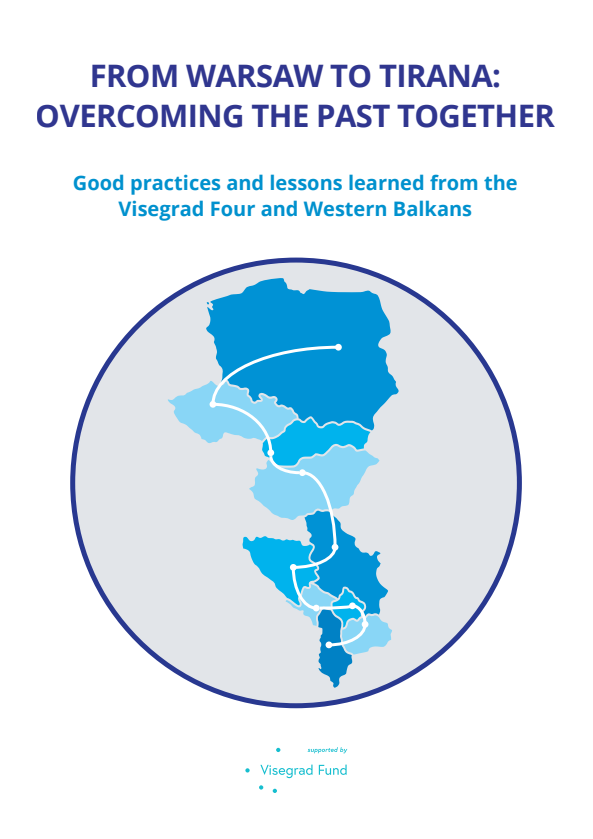 FROM WARSAW TO TIRANA:
OVERCOMING THE PAST TOGETHER
Good practices and lessons learned from the
Visegrad Four and Western Balkans
supported by
Visegrad Fund